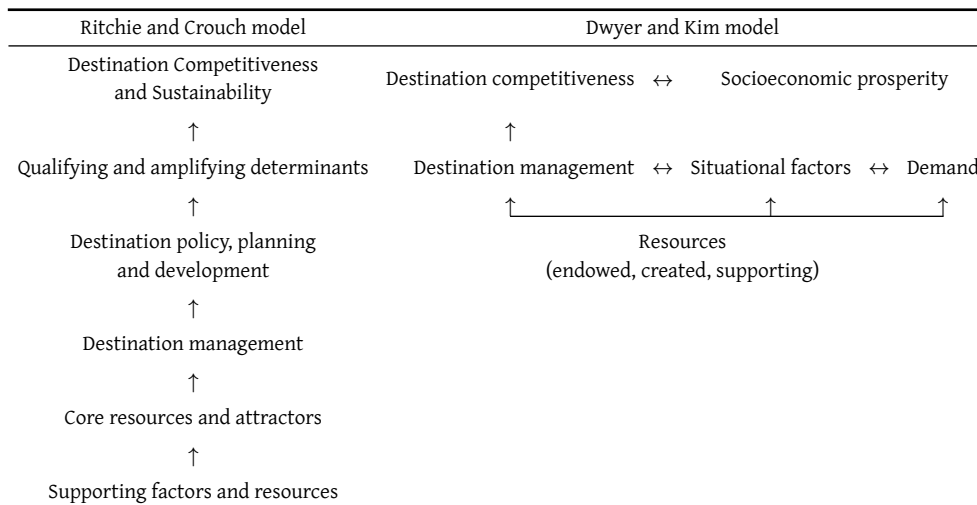 Ritchie and Crouch model
Dwyer and Kim model
Destination Competitiveness
and Sustainability
↑
Qualifying and amplifying determinants
↑
Destination policy, planning
and development
↑
Destination management
↑
Core resources and attractors
↑
Supporting factors and resources
Destination competitiveness ↔ Socioeconomic prosperity
↑
Destination management ↔ Situational factors ↔ Demand
↑ ↑ ↑
Resources
(endowed, created, supporting)